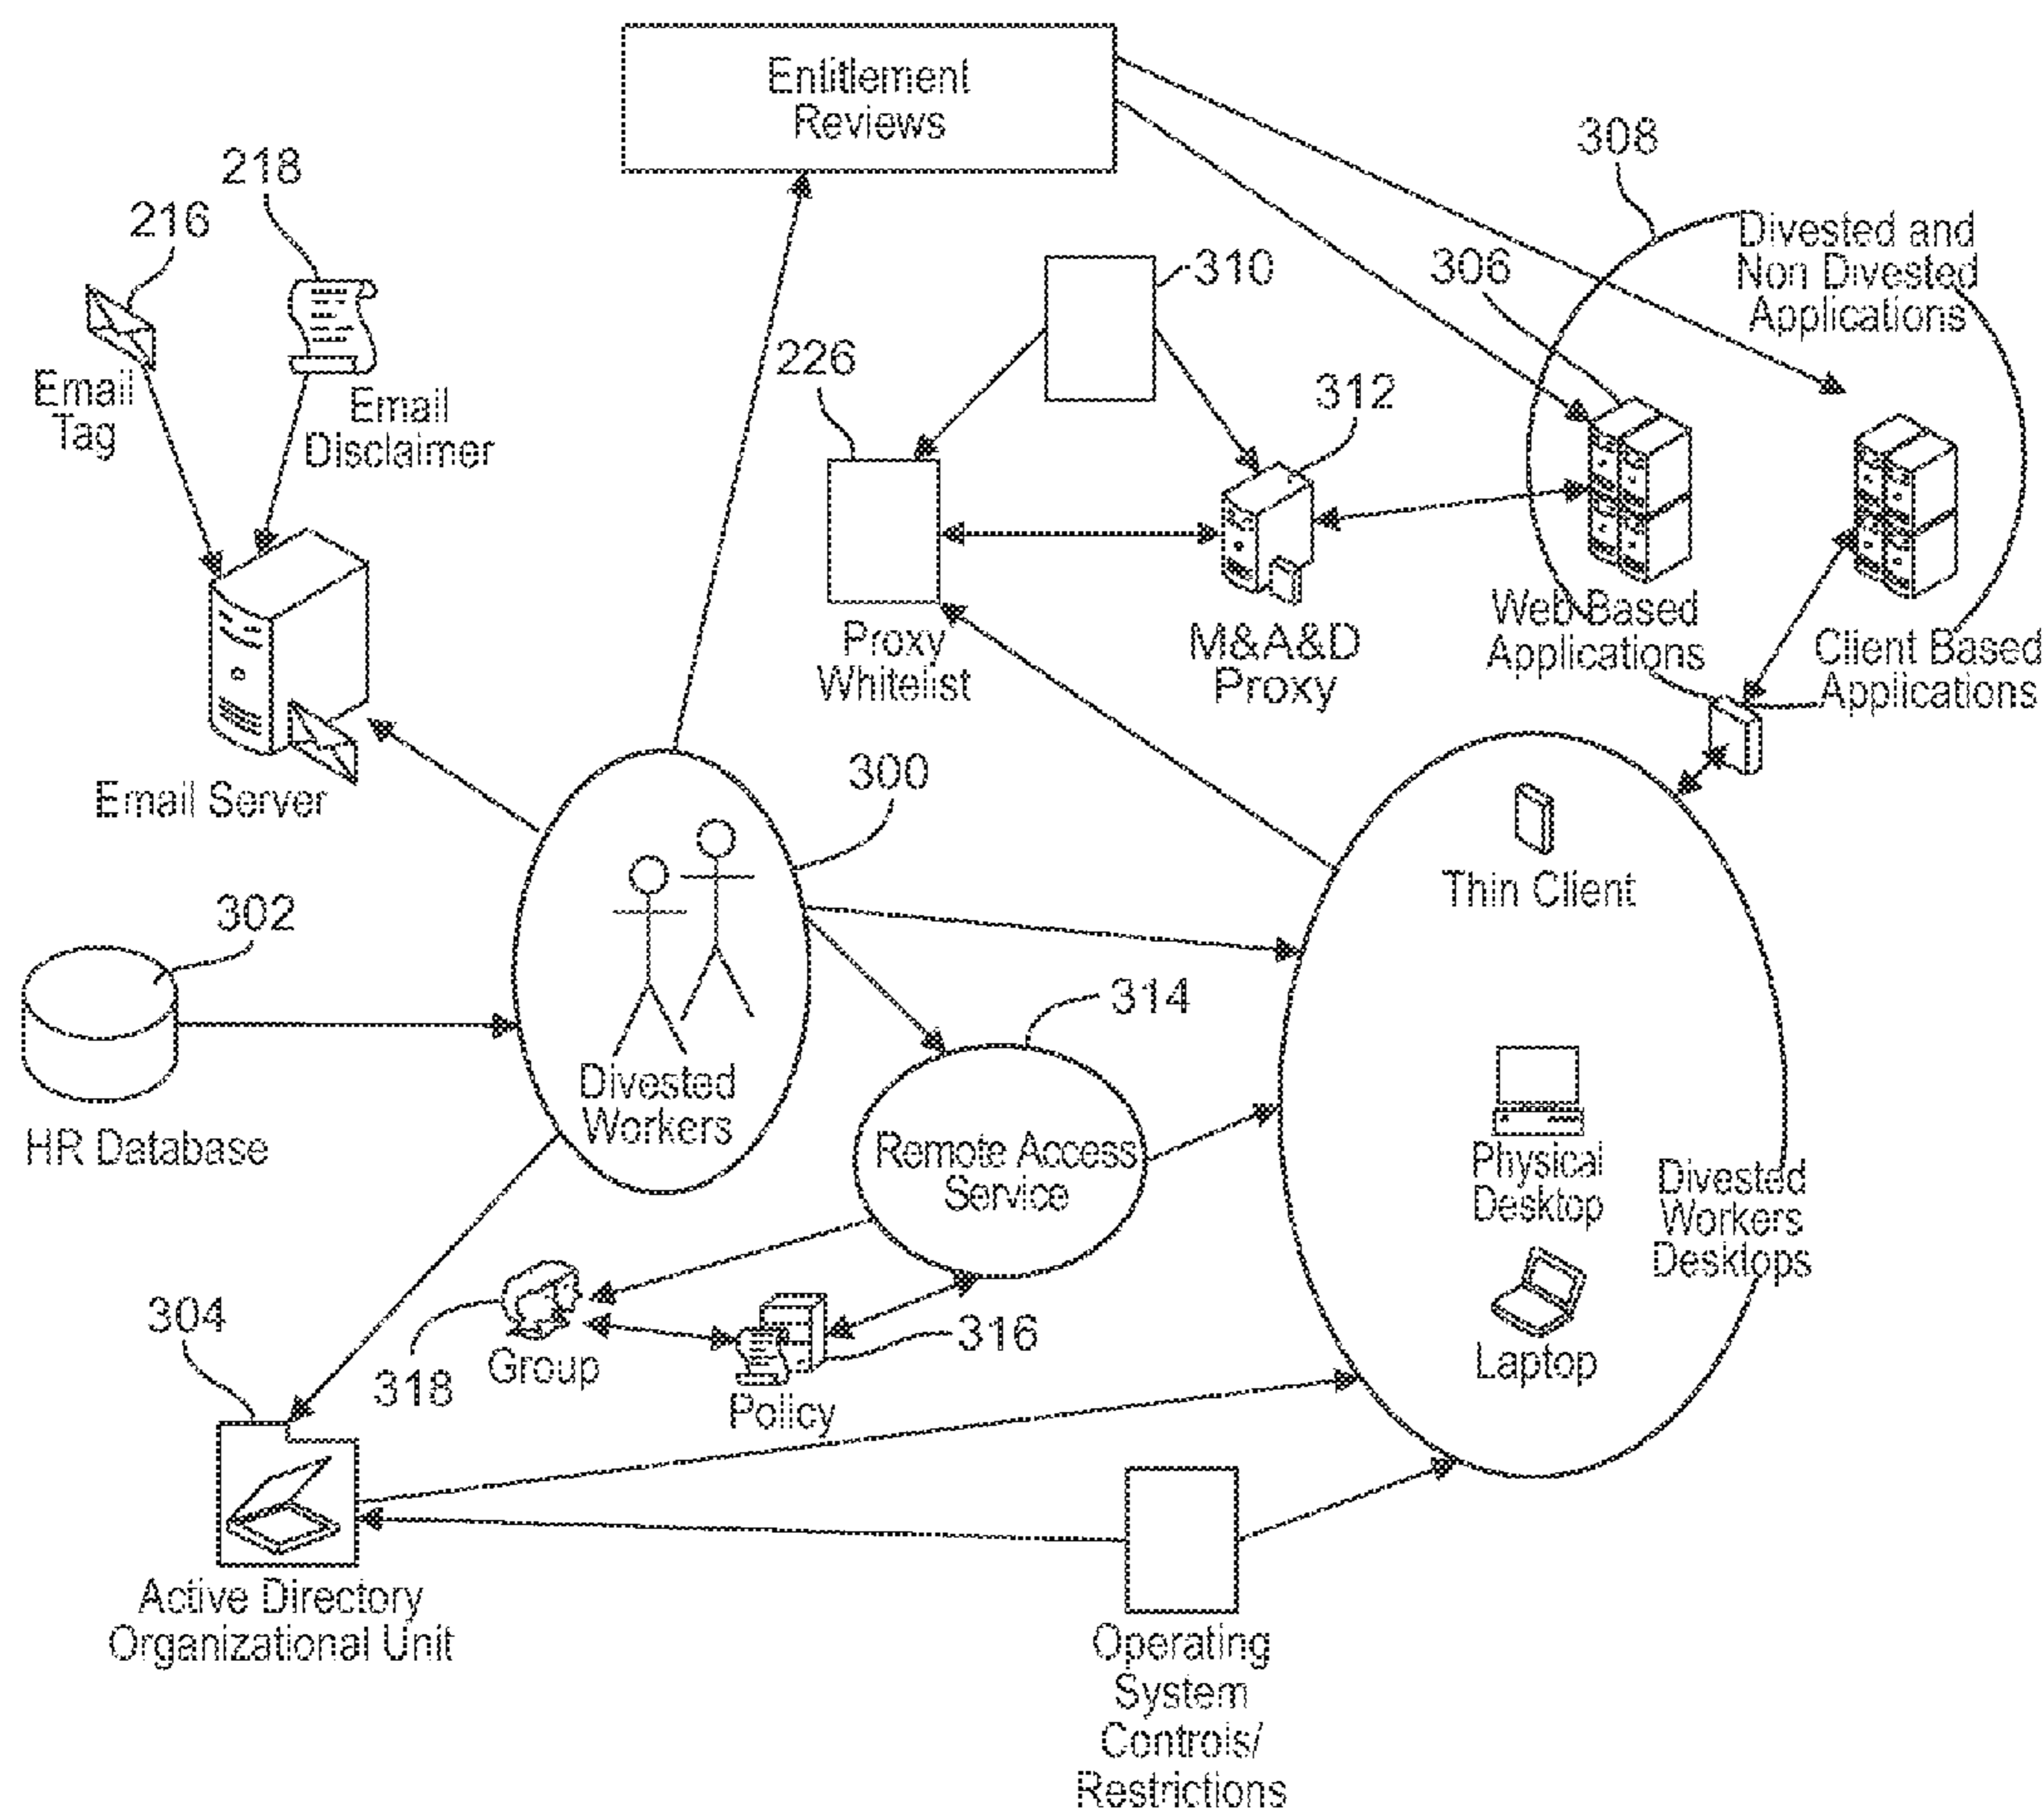 Entitlement
Reviews
308
218
216
Divested and
Non Divested
Applications
306
310
226
312
Email
Tag
Email
Disclaimer
Web Based
Applications
Client Based
Applications
Proxy
Whitelist
M&A&D
Proxy
Email Server
300
Thin Client
302
314
Divested
Workers
HR Database
Remote Access
Service
Physical
Desktop
Divested
Workers
Desktops
304
318
Group
316
Policy
Laptop
Active Directory
Organizational Unit
Operating
System
Controls/
Restrictions